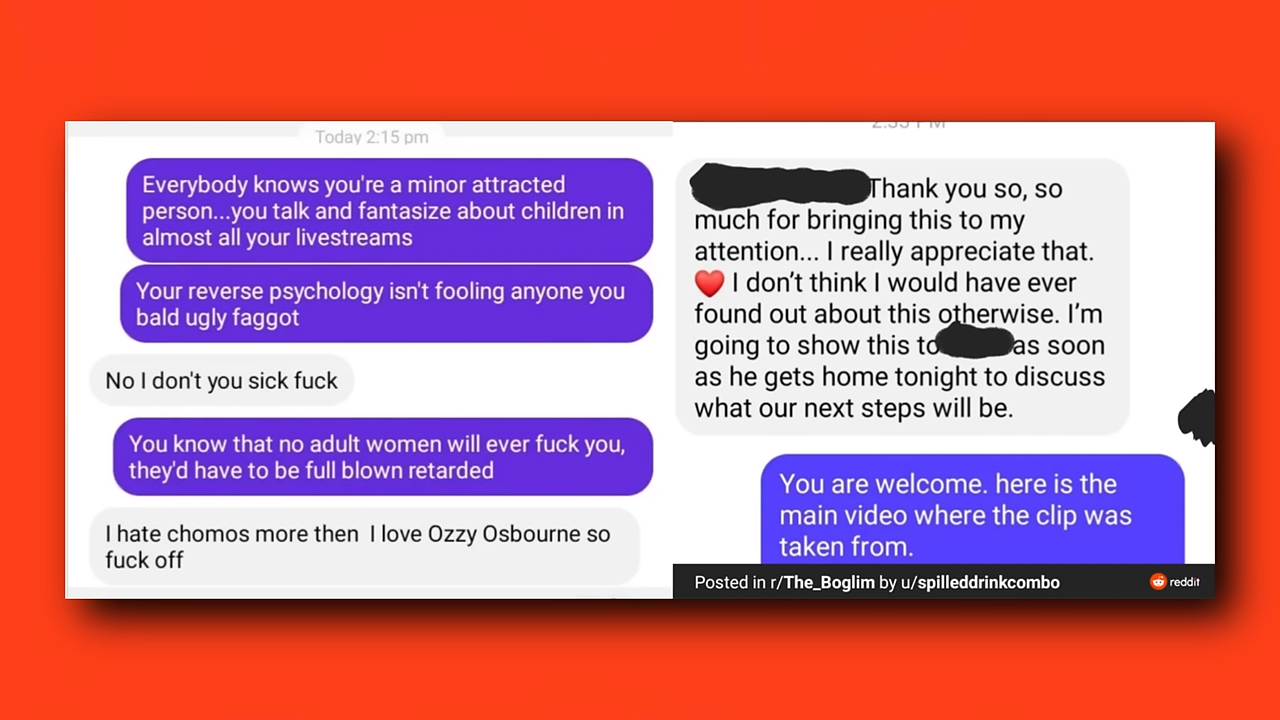 Today 2:15 pm
Everybody knows you're a minor attracted
person...you talk and fantasize about children in
almost all your livestreams
Your reverse psychology isn't fooling anyone you
bald ugly faggot
No I don't you sick fuck
You know that no adult women will ever fuck you,
they'd have to be full blown retarded
I hate chomos more then  I love Ozzy Osbourne so
fuck off
Thank you so, so
much for bringing this to my
attention... I really appreciate that.
❤️ I don’t think I would have ever
found out about this otherwise. I’m
going to show this to as soon
as he gets home tonight to discuss
what our next steps will be.
You are welcome. here is the
main video where the clip was
taken from.
Posted in r/The_Boglim by u/spilleddrinkcombo
reddit